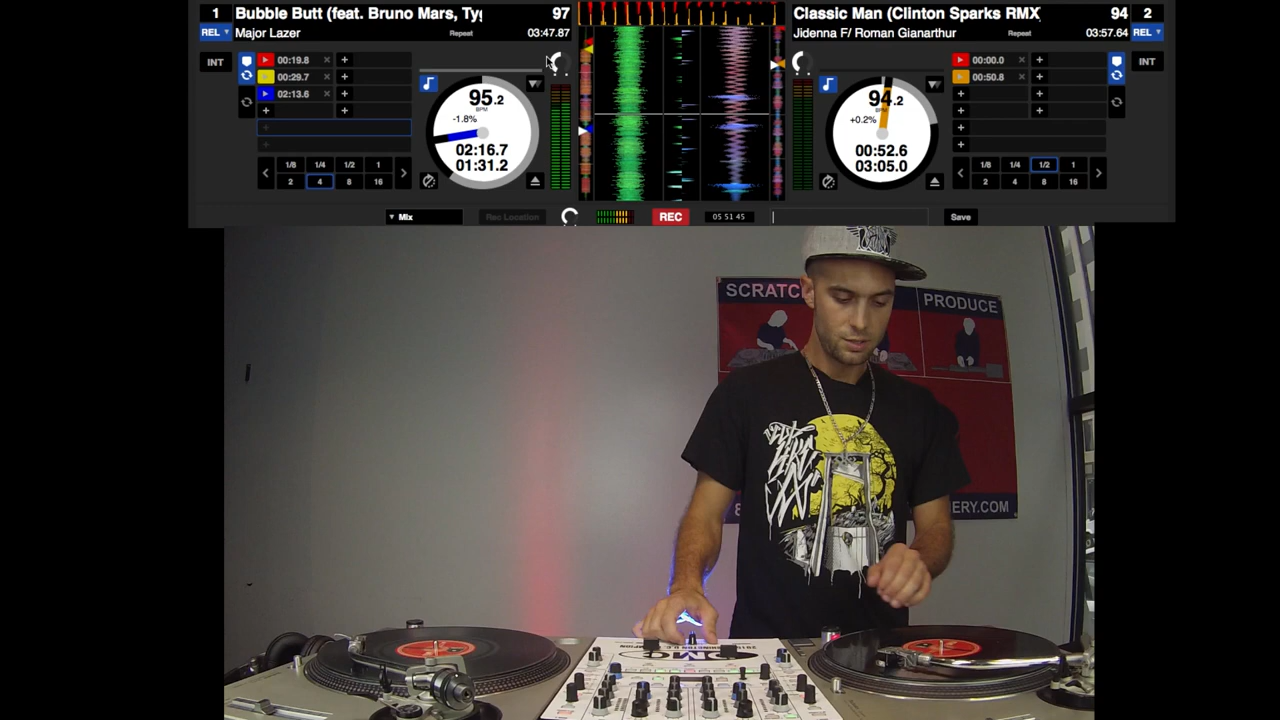 1 Bubble Butt (feat. Bruno Mars, Tyg 97
REL Major Lazer Repeat 03:47.87
Classic Man (Clinton Sparks RMX) 94 2
Jidenna F/ Roman Gianarthur Repeat 03:57.64 REL
INT
00:19.8
00:29.7
02:13.6
95.2
BPM
-1.8%
02:16.7
01:31.2
1/8 1/4 1/2 1
2 4 8 16
94.2
BPM
+0.2%
00:52.6
03:05.0
00:00.0
00:50.8
INT
1/8 1/4 1/2 1
2 4 8 16
Mix Rec Location REC 05 51 45 Save
SCRATC
PRODUCE
ERY.COM